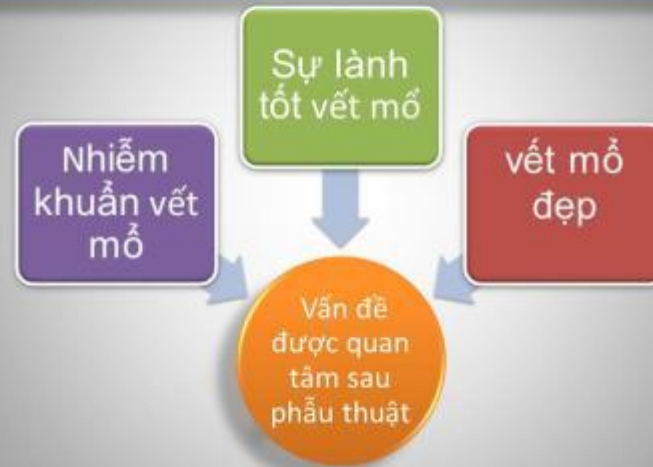 Sự lành
tốt vết mổ
Nhiễm
khuẩn vết
mổ
vết mổ
đẹp
Vấn đề
được quan
tâm sau
phẫu thuật